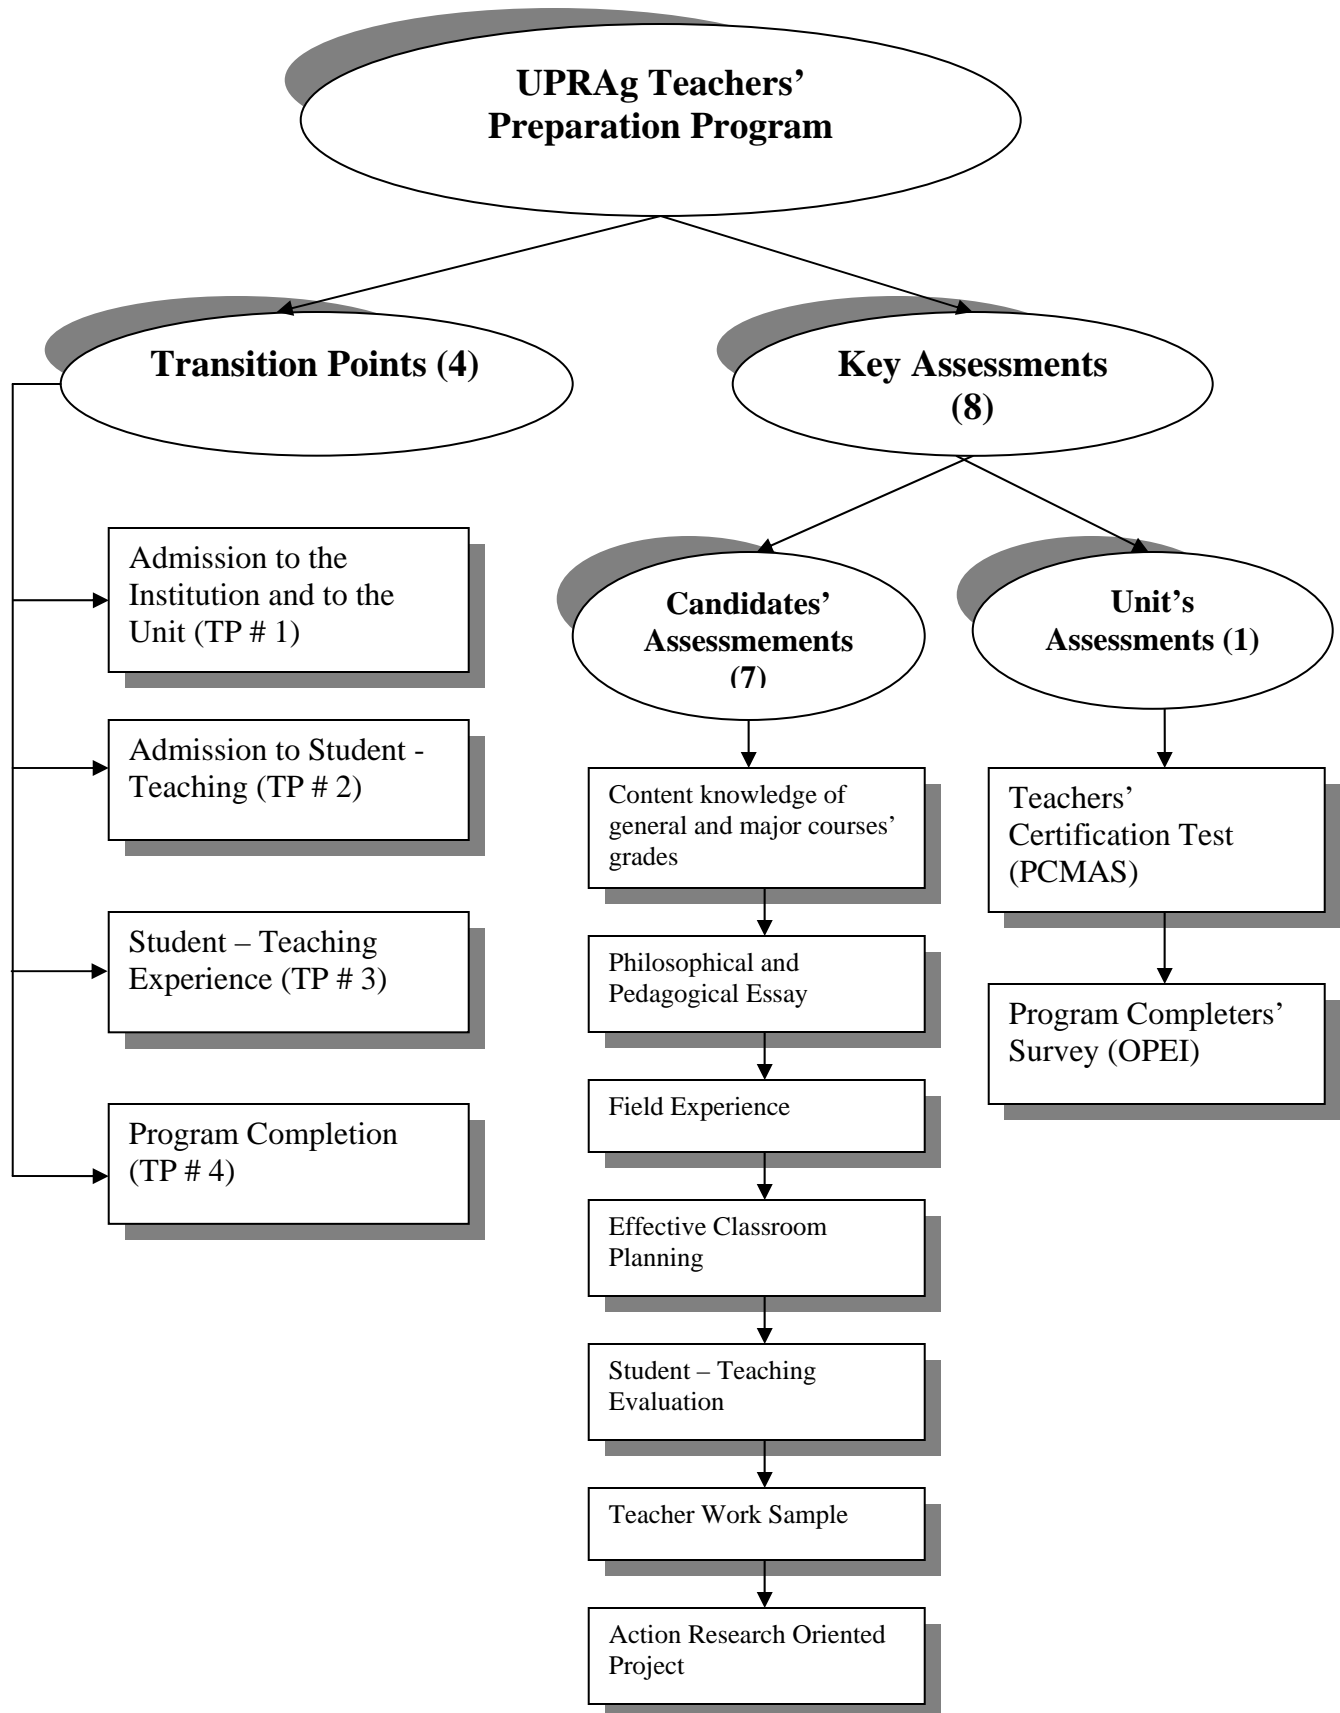 UPRAg Teachers’
Preparation Program
Transition Points (4)
Key Assessments
(8)
Admission to the
Institution and to the
Unit (TP # 1)
Admission to Student -
Teaching (TP # 2)
Student – Teaching
Experience (TP # 3)
Program Completion
(TP # 4)
Candidates’
Assessmements
(7)
Content knowledge of
general and major courses’
grades
Philosophical and
Pedagogical Essay
Field Experience
Effective Classroom
Planning
Student – Teaching
Evaluation
Teacher Work Sample
Action Research Oriented
Project
Unit’s
Assessments (1)
Teachers’
Certification Test
(PCMAS)
Program Completers’
Survey (OPEI)